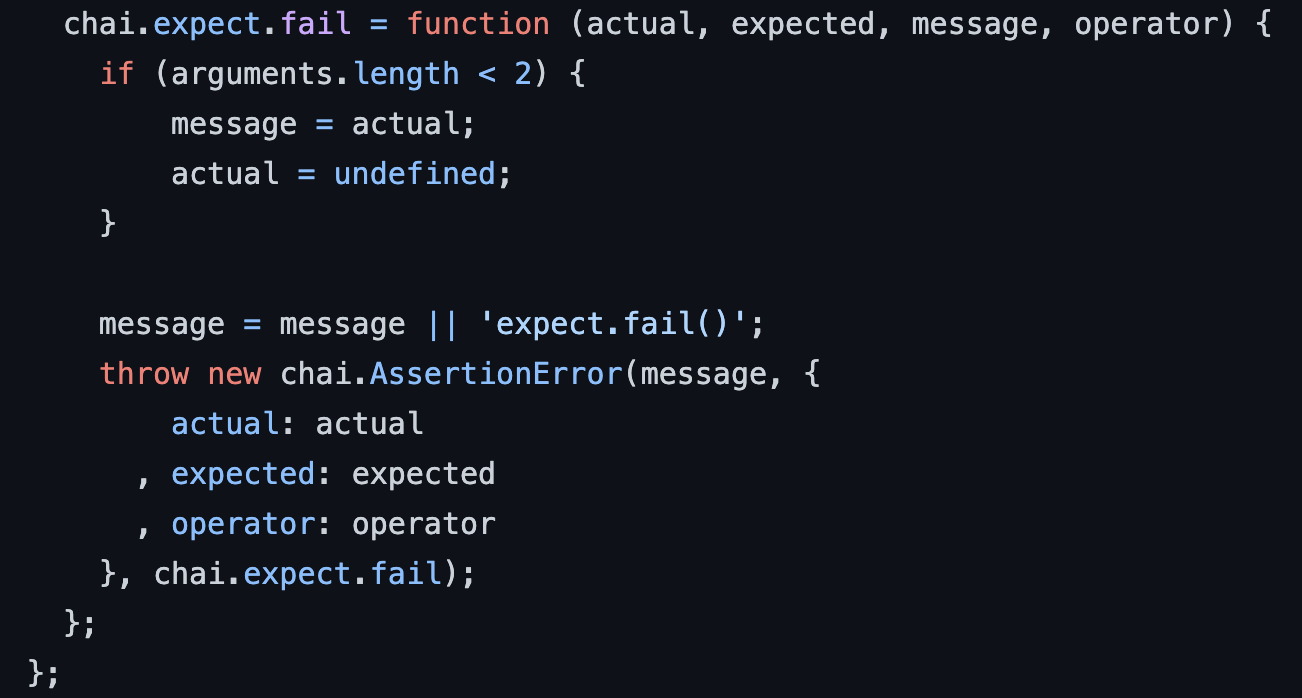 chai.expect.fail = function (actual, expected, message, operator) {
if (arguments.length < 2) {
message = actual;
actual = undefined;
}
message = message || 'expect.fail()';
throw new chai.AssertionError(message, {
actual: actual
, expected: expected
, operator: operator
}, chai.expect.fail);
};
};